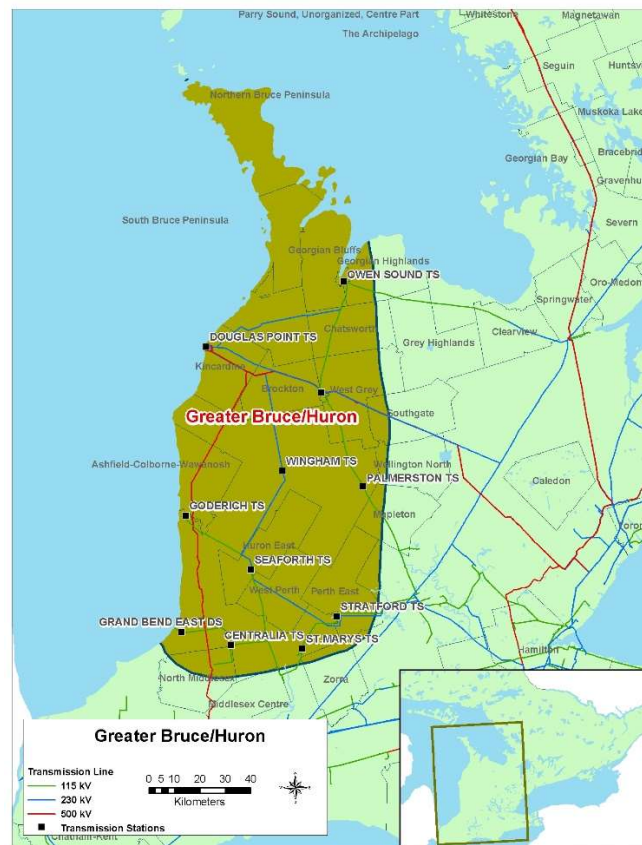 Parry Sound, Unorganized, Centre Part
Whitestone
Magnetawan
The Archipelago
Seguin
Huntsv
Muskoka Lake
Northern Bruce Peninsula
Bracebrid
Georgian Bay
Gravenhu
South Bruce Peninsula
Severn
Georgian Bluffs
Georgian Highlands
OWEN SOUND TS
Oro-Medon
Springwater
Chatsworth
Clearview
DOUGLAS POINT TS
Grey Highlands
Kincardine
Brockton
West Grey
Southgate
Greater Bruce/Huron
Ashfield-Colborne-Wawanosh
WINGHAM TS
Wellington North
PALMERSTON TS
Caledon
GODERICH TS
Mapleton
Toron
Huron East
SEAFORTH TS
West Perth
Perth East
STRATFORD TS
GRAND BEND EAST DS
CENTRALIA TS
ST.MARYS TS
Hamilton
North Middlesex
Zorra
Middlesex Centre
Greater Bruce/Huron
Transmission Line
115 kV
230 kV
500 kV
Transmission Stations
0 5 10 20 30 40
Kilometers
Chatham-Kent